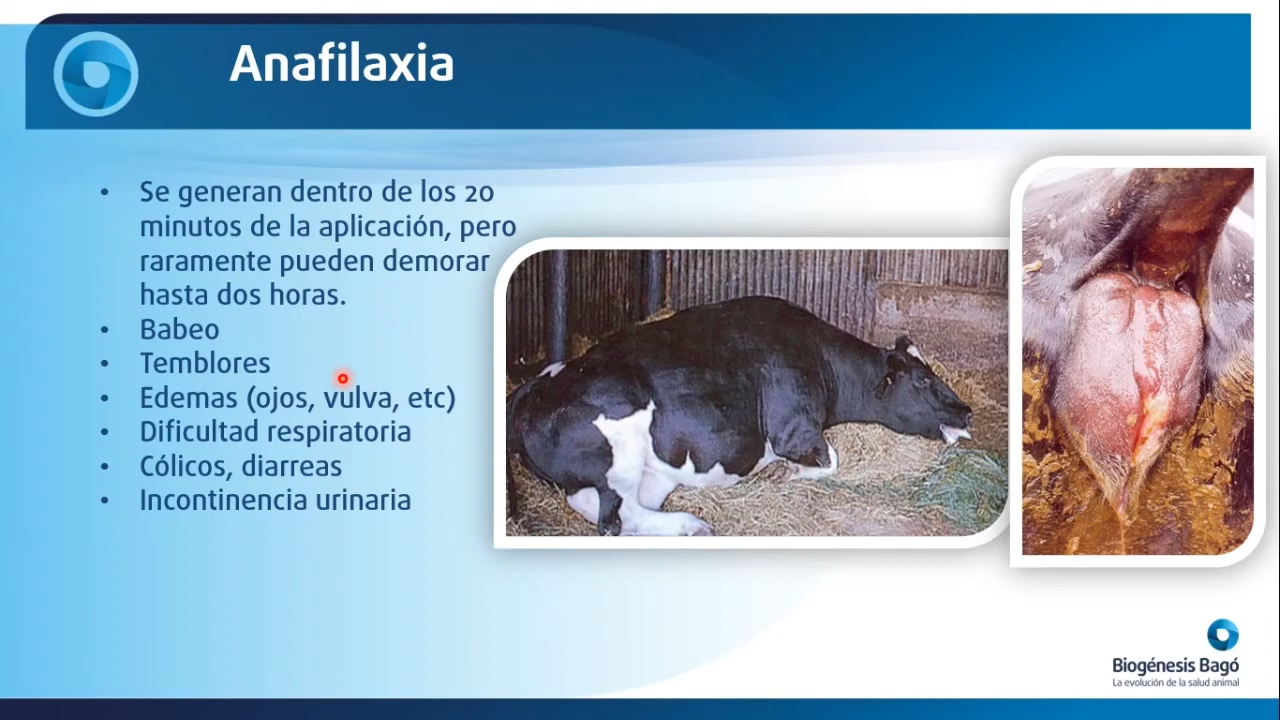 Anafilaxia
• Se generan dentro de los 20
minutos de la aplicación, pero
raramente pueden demorar
hasta dos horas.
• Babeo
• Temblores
• Edemas (ojos, vulva, etc)
• Dificultad respiratoria
• Cólicos, diarreas
• Incontinencia urinaria
Biogénesis Bagó
La evolución de la salud animal